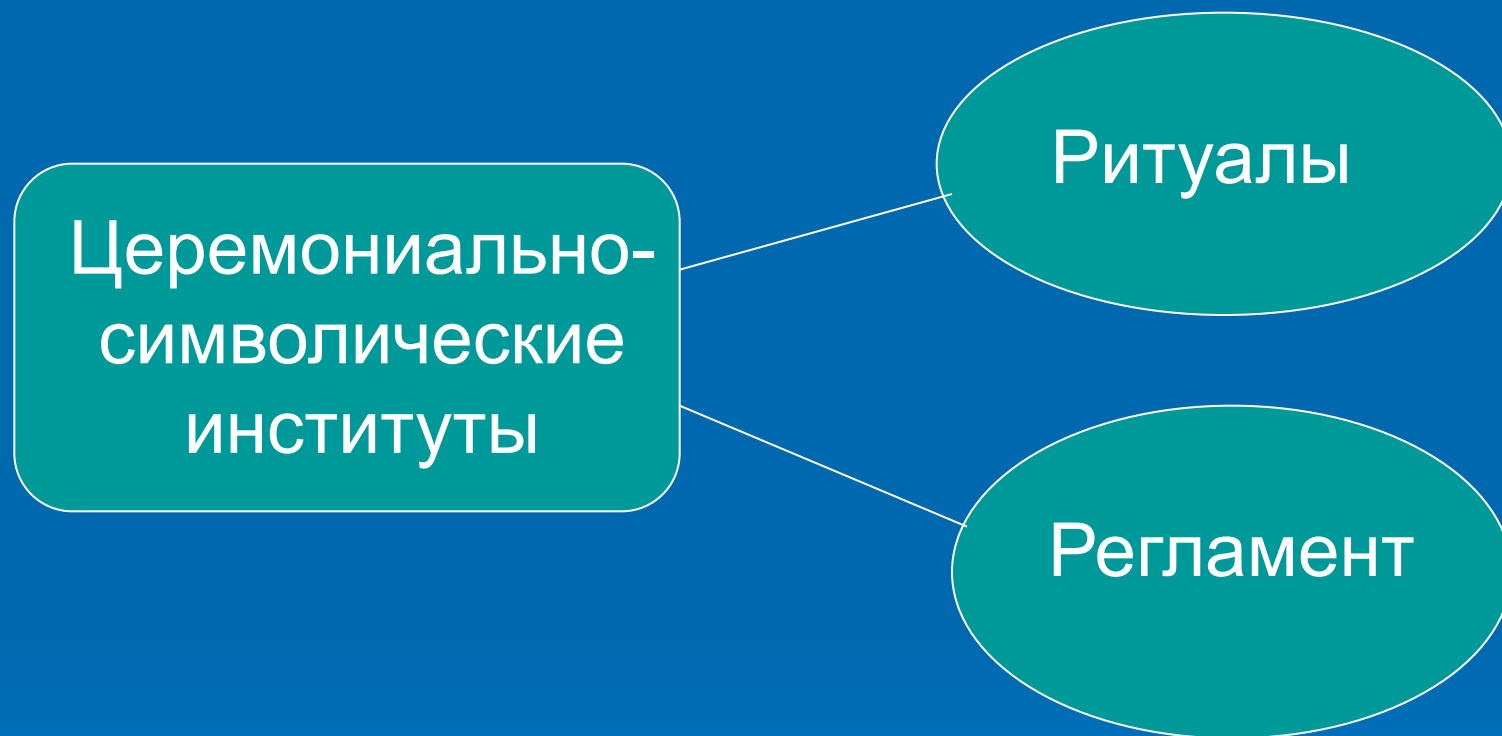 Церемониально-
символические
институты
Ритуалы
Регламент